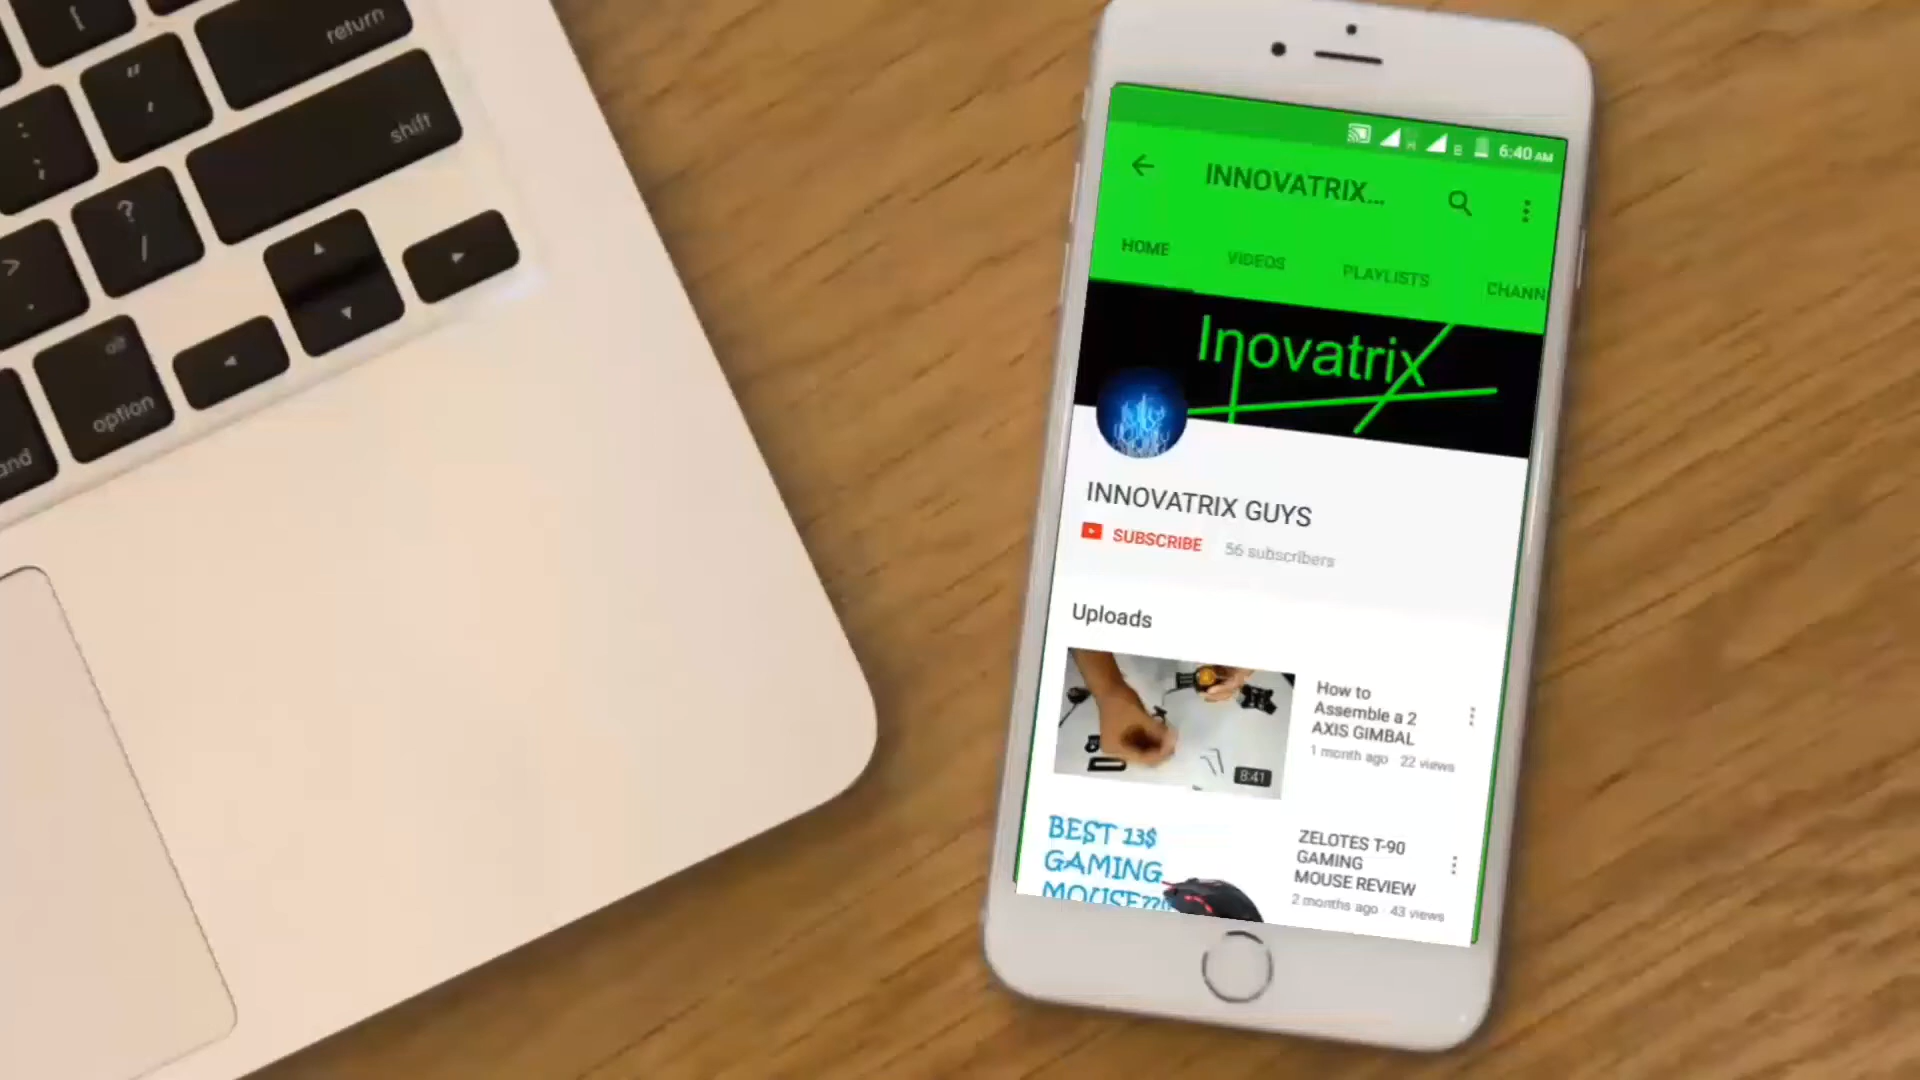 return
shift
alt
option
6:40 AM
INNOVATRIX...
HOME
VIDEOS
PLAYLISTS
CHANN
Inovatrix
INNOVATRIX GUYS
SUBSCRIBE
56 subscribers
Uploads
How to
Assemble a 2
AXIS GIMBAL
1 month ago · 22 views
8:41
BEST 13$
GAMING
MOUSE??
ZELOTES T-90
GAMING
MOUSE REVIEW
2 months ago · 43 views